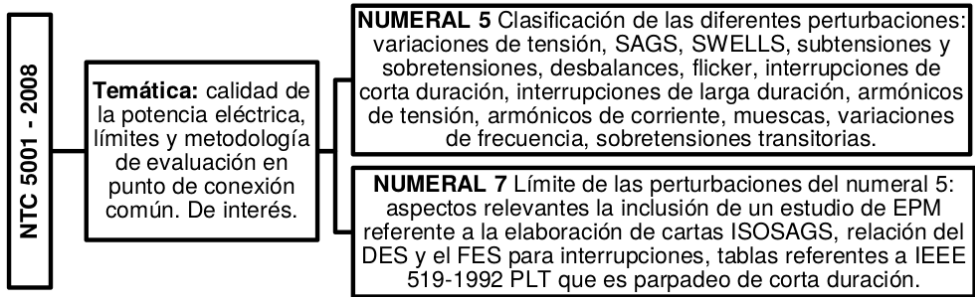 NTC 5001 - 2008
Temática: calidad de
la potencia eléctrica,
límites y metodología
de evaluación en
punto de conexión
común. De interés.
NUMERAL 5 Clasificación de las diferentes perturbaciones:
variaciones de tensión, SAGS, SWELLS, subtensiones y
sobretensiones, desbalances, flicker, interrupciones de
corta duración, interrupciones de larga duración, armónicos
de tensión, armónicos de corriente, muescas, variaciones
de frecuencia, sobretensiones transitorias.
NUMERAL 7 Límite de las perturbaciones del numeral 5:
aspectos relevantes la inclusión de un estudio de EPM
referente a la elaboración de cartas ISOSAGS, relación del
DES y el FES para interrupciones, tablas referentes a IEEE
519-1992 PLT que es parpadeo de corta duración.